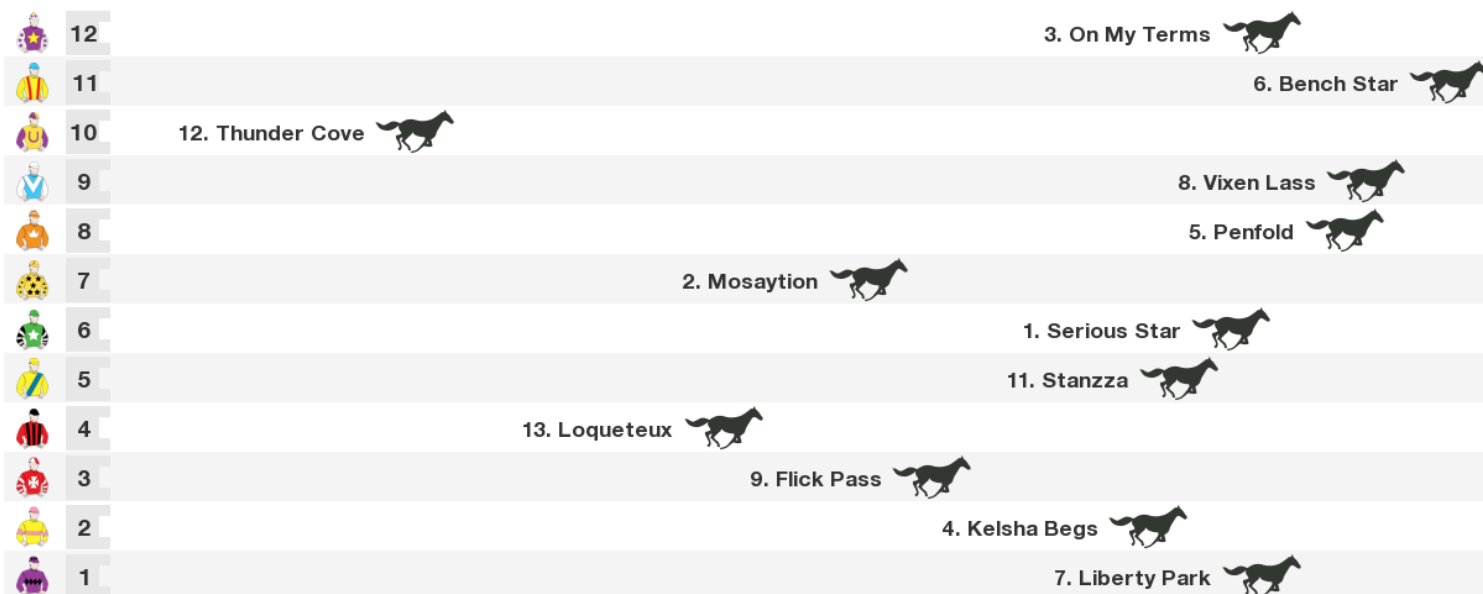 12 3. On My Terms
11 6. Bench Star
10 12. Thunder Cove
9 8. Vixen Lass
8 5. Penfold
7 2. Mosaytion
6 1. Serious Star
5 11. Stanzza
4 13. Loqueteux
3 9. Flick Pass
2 4. Kelsha Begs
1 7. Liberty Park